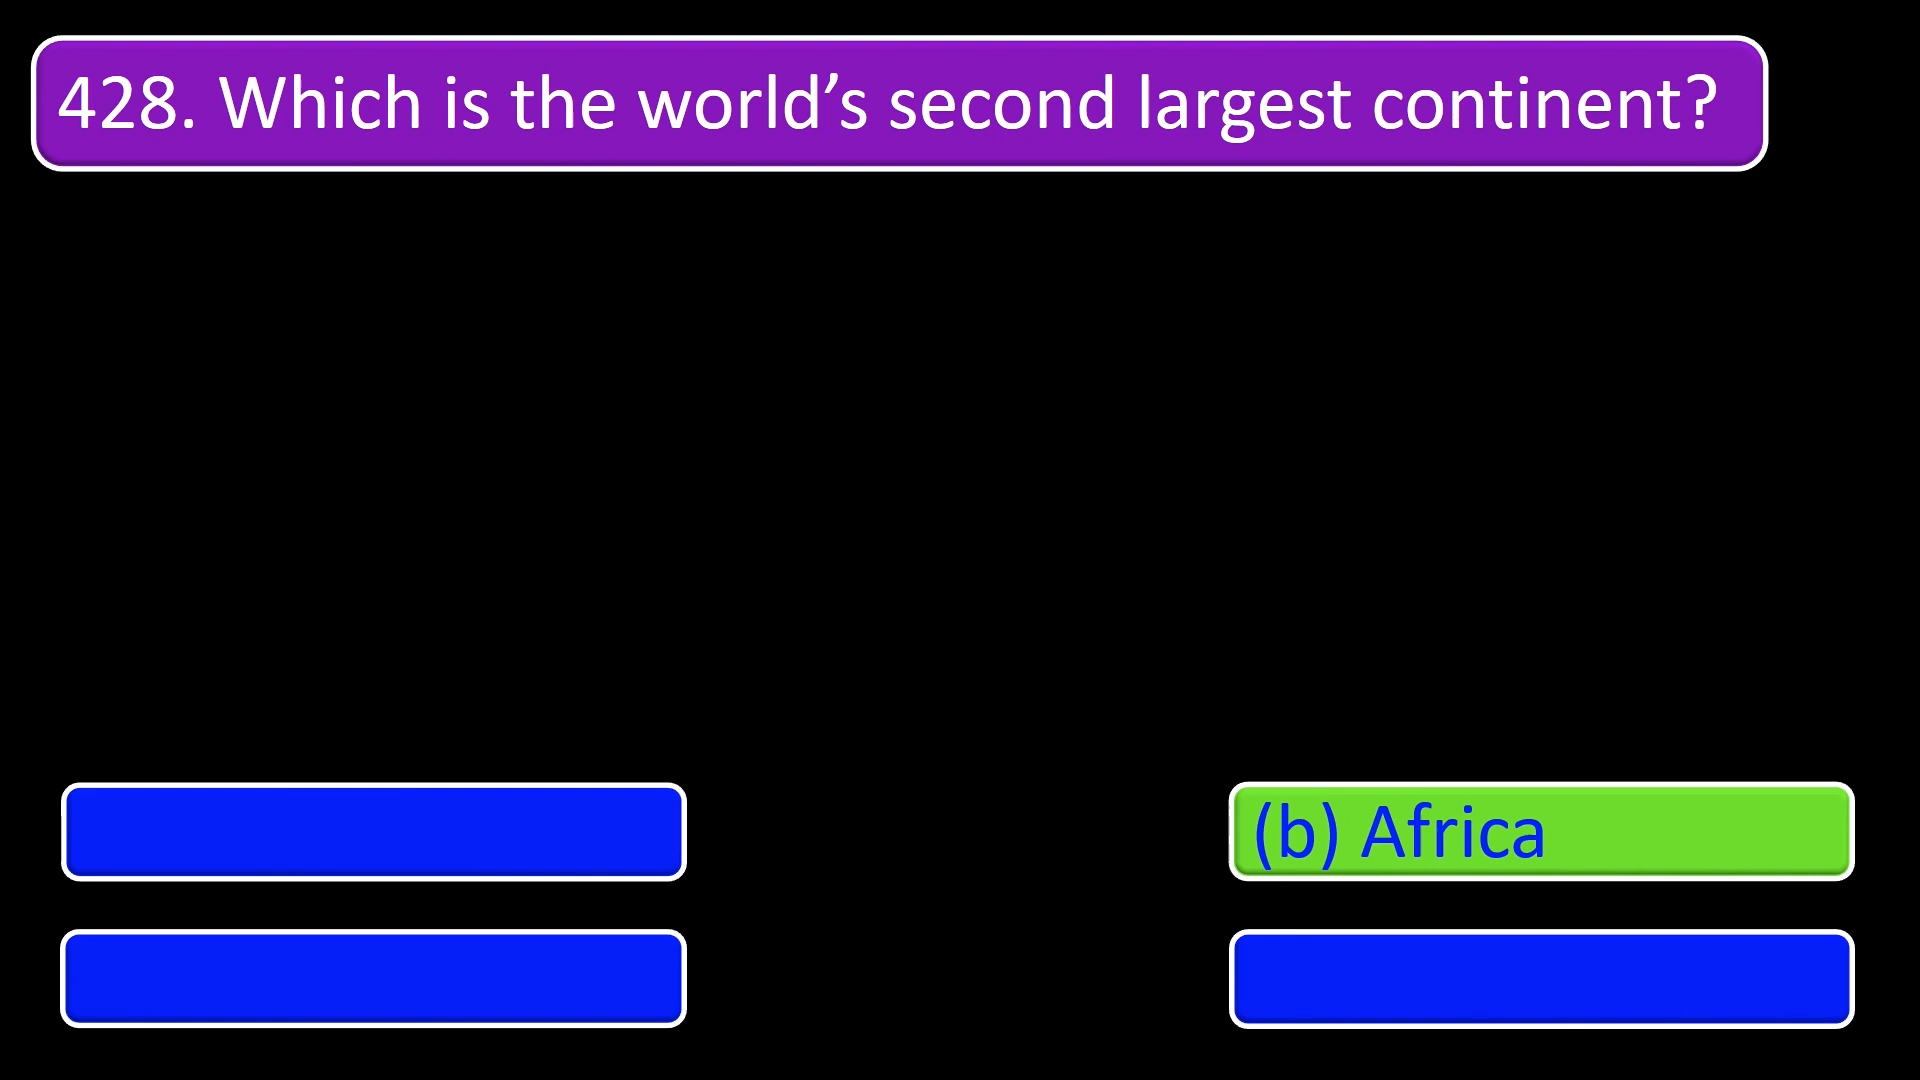 428. Which is the world’s second largest continent?
(b) Africa